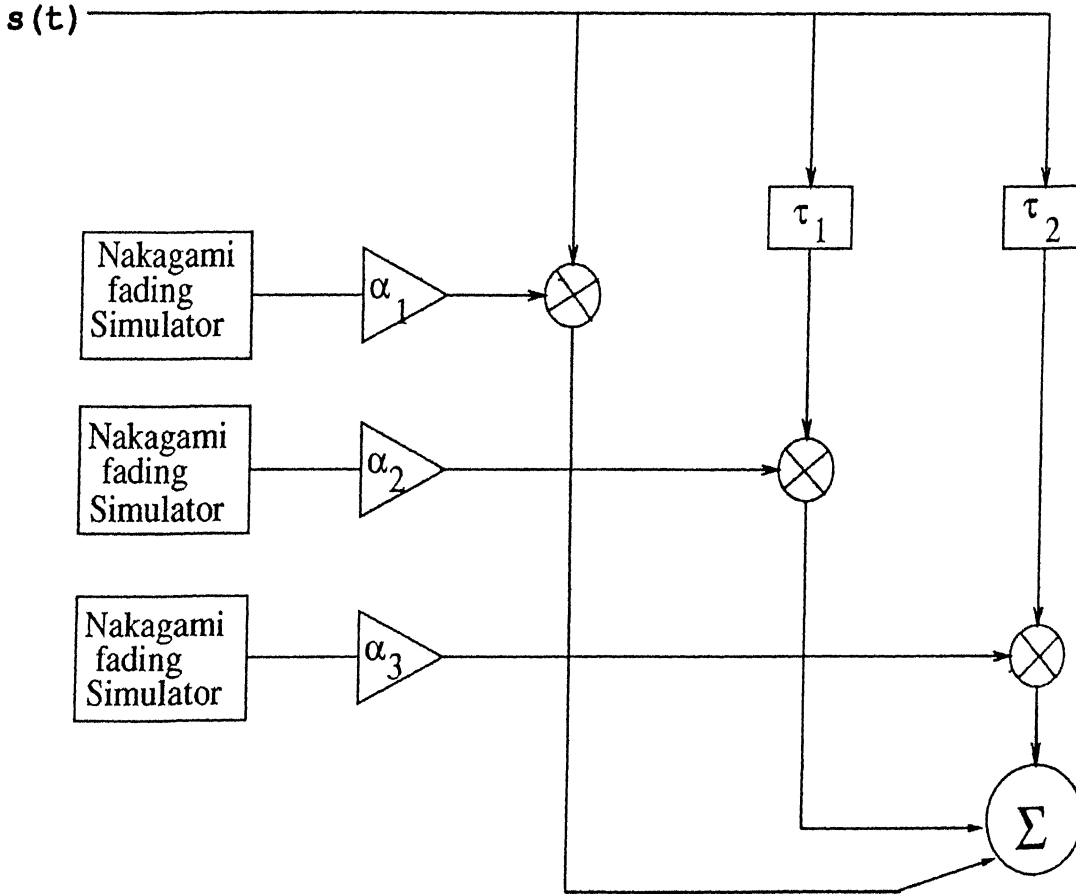 s(t)
τ1
τ2
Nakagami
fading
Simulator
α1
Nakagami
fading
Simulator
α2
Nakagami
fading
Simulator
α3
Σ